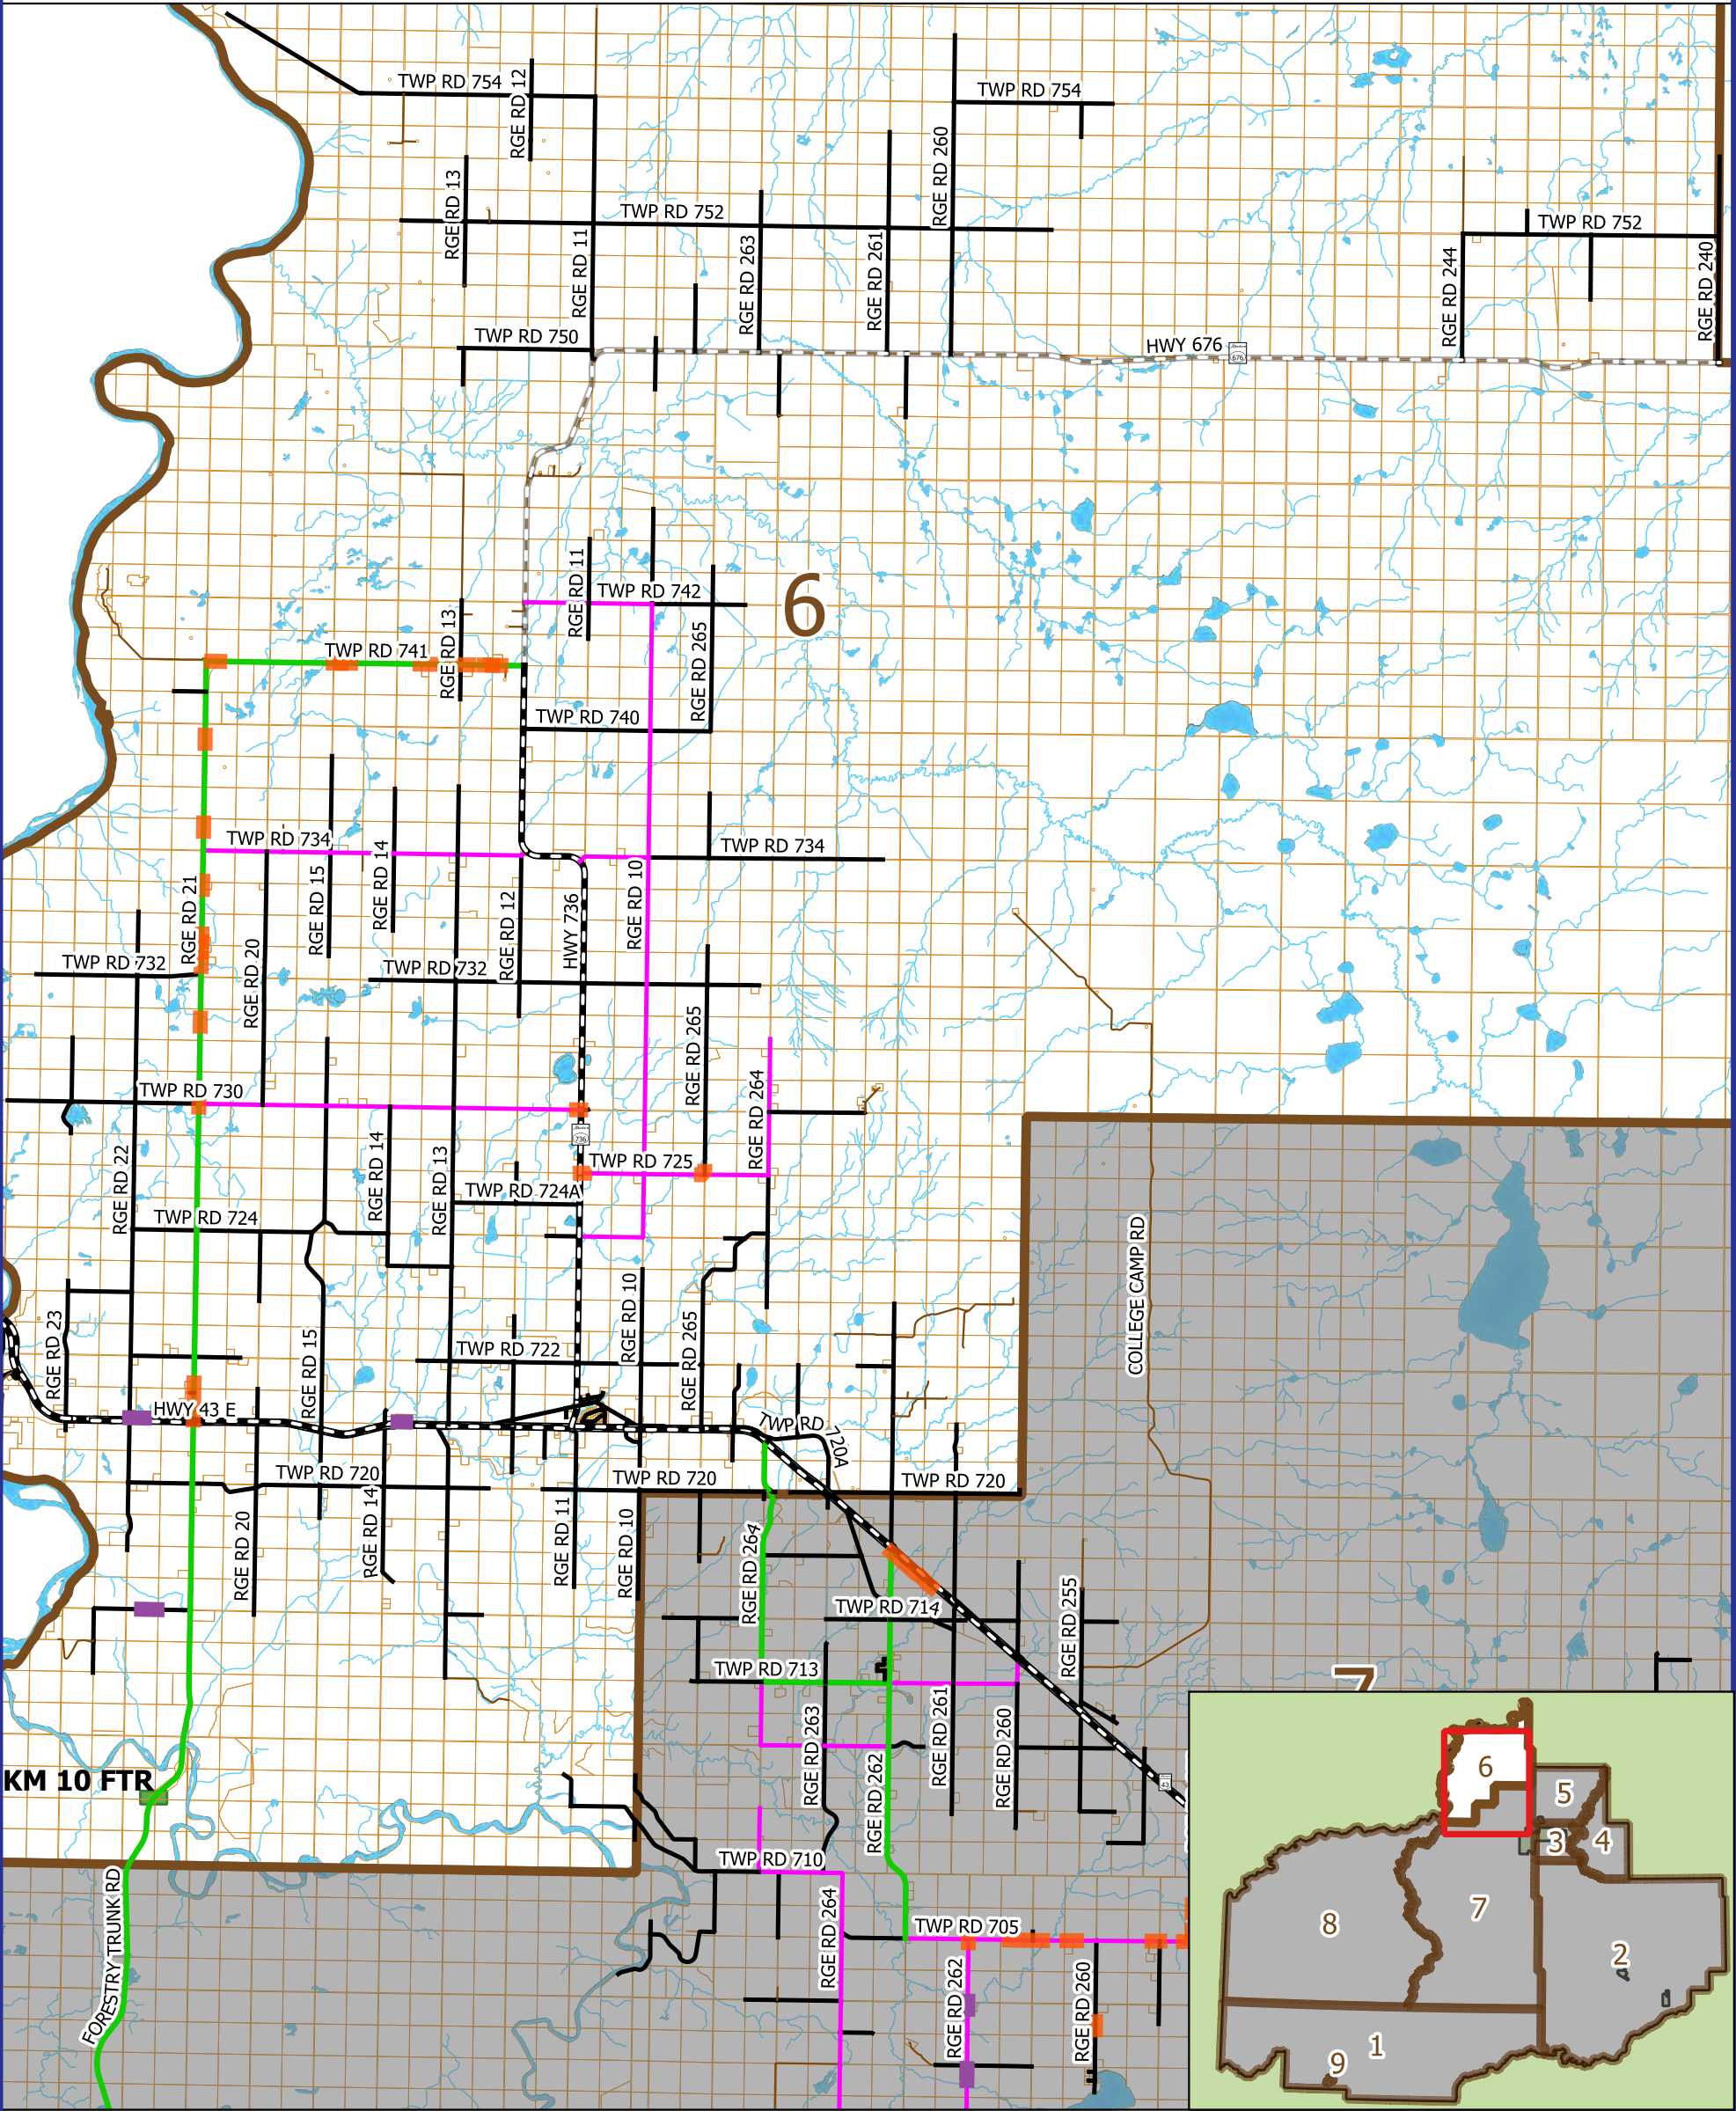 TWP RD 754
RGE RD 12
TWP RD 754
RGE RD 260
RGE RD 13
TWP RD 752
TWP RD 752
RGE RD 11
RGE RD 263
RGE RD 261
RGE RD 244
RGE RD 240
TWP RD 750
HWY 676
676
RGE RD 11
TWP RD 742
6
RGE RD 13
TWP RD 741
RGE RD 265
TWP RD 740
TWP RD 734
RGE RD 14
TWP RD 734
RGE RD 21
RGE RD 15
RGE RD 12
HWY 736
RGE RD 10
TWP RD 732
RGE RD 20
TWP RD 732
RGE RD 265
TWP RD 730
RGE RD 264
736
RGE RD 22
RGE RD 14
RGE RD 13
TWP RD 725
TWP RD 724A
TWP RD 724
COLLEGE CAMP RD
RGE RD 10
RGE RD 23
RGE RD 15
RGE RD 265
TWP RD 722
HWY 43 E
TWP RD 720A
TWP RD 720
TWP RD 720
TWP RD 720
RGE RD 14
RGE RD 20
RGE RD 11
RGE RD 10
RGE RD 264
RGE RD 255
TWP RD 714
TWP RD 713
7
RGE RD 263
RGE RD 261
RGE RD 260
RGE RD 262
43
KM 10 FTR
TWP RD 710
FORESTRY TRUNK RD
RGE RD 264
TWP RD 705
RGE RD 262
RGE RD 260
6
5
3
4
7
8
2
1
9